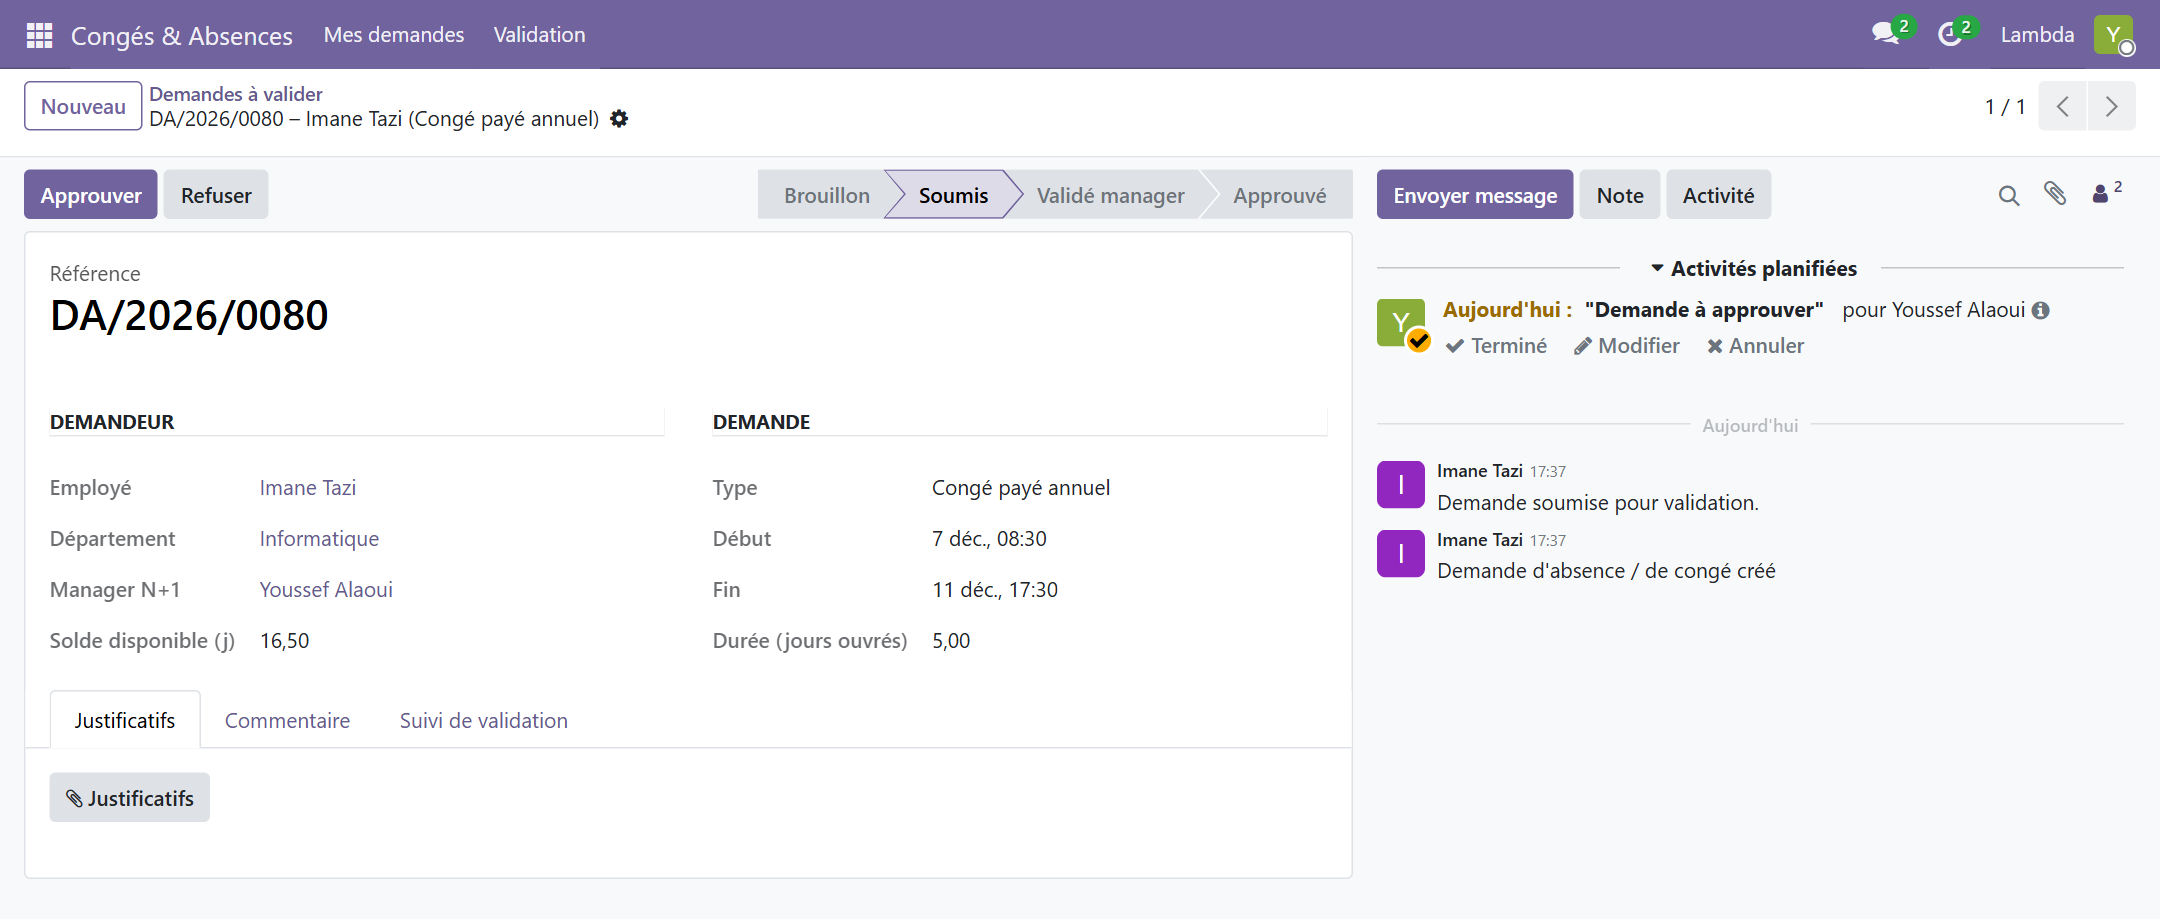 Congés & Absences Mes demandes Validation 2 2 Lambda Y
Nouveau
Demandes à valider
DA/2026/0080 – Imane Tazi (Congé payé annuel)
1 / 1
Approuver Refuser Brouillon Soumis Validé manager Approuvé
Envoyer message Note Activité 2
Référence
DA/2026/0080
DEMANDEUR
Employé Imane Tazi
Département Informatique
Manager N+1 Youssef Alaoui
Solde disponible (j) 16,50
DEMANDE
Type Congé payé annuel
Début 7 déc., 08:30
Fin 11 déc., 17:30
Durée (jours ouvrés) 5,00
Justificatifs Commentaire Suivi de validation
Justificatifs
Activités planifiées
Y
Aujourd'hui : "Demande à approuver" pour Youssef Alaoui
Terminé Modifier Annuler
Aujourd'hui
I
Imane Tazi 17:37
Demande soumise pour validation.
I
Imane Tazi 17:37
Demande d'absence / de congé créé